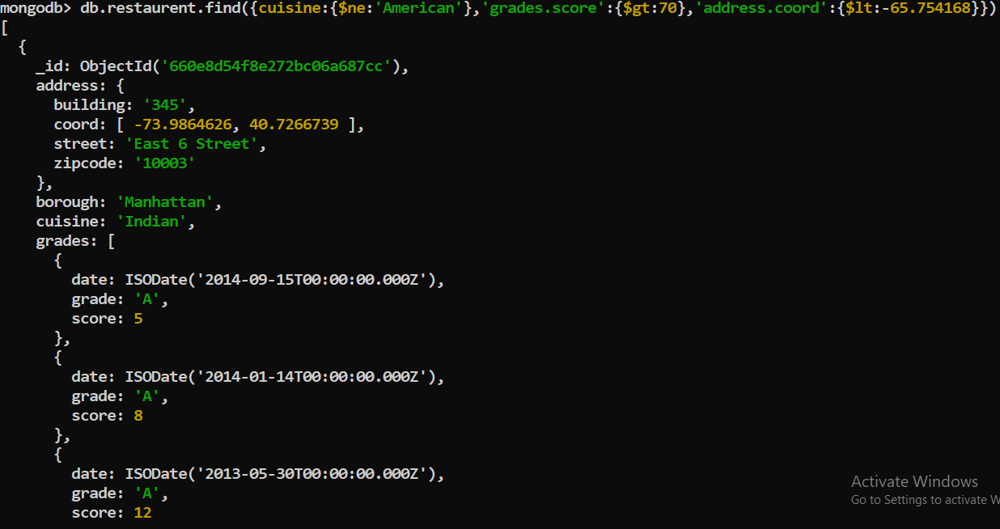 mongodb> db.restaurent.find({cuisine:{$ne:'American'},'grades.score':{$gt:70},'address.coord':{$lt:-65.754168}})
[
  {
    _id: ObjectId('660e8d54f8e272bc06a687cc'),
    address: {
      building: '345',
      coord: [ -73.9864626, 40.7266739 ],
      street: 'East 6 Street',
      zipcode: '10003'
    },
    borough: 'Manhattan',
    cuisine: 'Indian',
    grades: [
      {
        date: ISODate('2014-09-15T00:00:00.000Z'),
        grade: 'A',
        score: 5
      },
      {
        date: ISODate('2014-01-14T00:00:00.000Z'),
        grade: 'A',
        score: 8
      },
      {
        date: ISODate('2013-05-30T00:00:00.000Z'),
        grade: 'A',
        score: 12
Activate Windows
Go to Settings to activate W